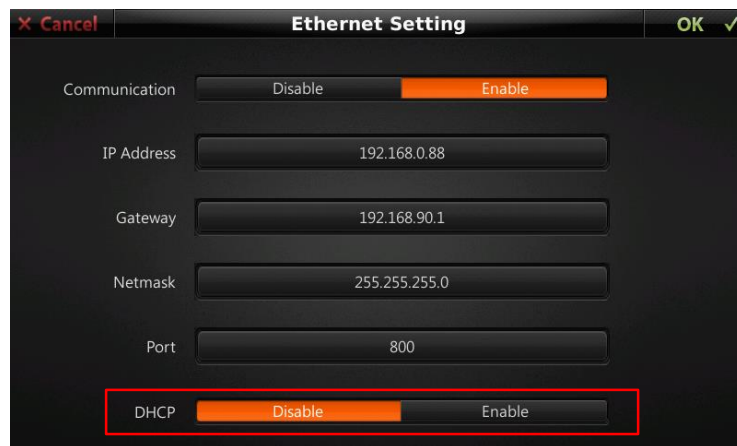 ✕ Cancel Ethernet Setting OK ✓
Communication Disable Enable
IP Address 192.168.0.88
Gateway 192.168.90.1
Netmask 255.255.255.0
Port 800
DHCP Disable Enable